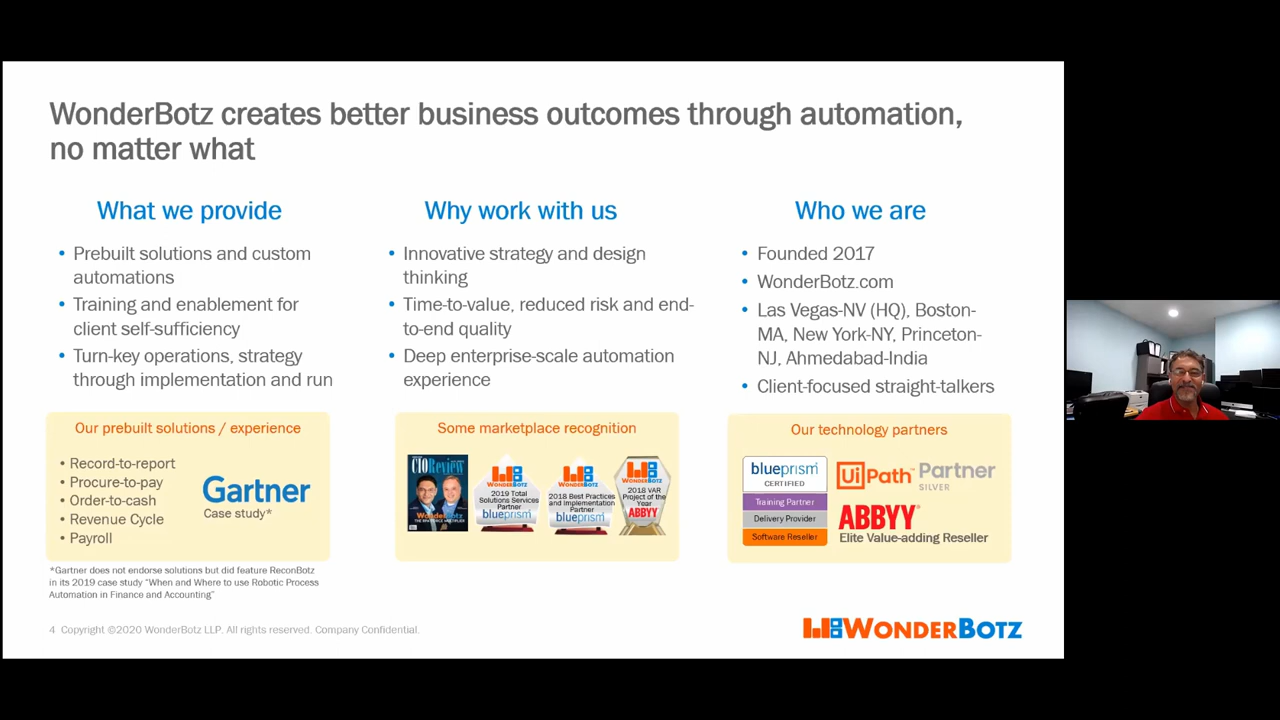 WonderBotz creates better business outcomes through automation,
no matter what
What we provide
• Prebuilt solutions and custom
automations
• Training and enablement for
client self-sufficiency
• Turn-key operations, strategy
through implementation and run
Our prebuilt solutions / experience
• Record-to-report
• Procure-to-pay
• Order-to-cash
• Revenue Cycle
• Payroll
Gartner
Case study*
*Gartner does not endorse solutions but did feature ReconBotz
in its 2019 case study "When and Where to use Robotic Process
Automation in Finance and Accounting"
Why work with us
• Innovative strategy and design
thinking
• Time-to-value, reduced risk and end-
to-end quality
• Deep enterprise-scale automation
experience
Some marketplace recognition
CIOReview
WonderBotz
WONDERBOTZ
2019 Total
Solutions Services
Partner
blueprism
WONDERBOTZ
2018 Best Practices
and Implementation
Partner
blueprism
WONDERBOTZ
2018 VAR
Project of the
Year
ABBYY
Who we are
• Founded 2017
• WonderBotz.com
• Las Vegas-NV (HQ), Boston-
MA, New York-NY, Princeton-
NJ, Ahmedabad-India
• Client-focused straight-talkers
Our technology partners
blueprism
CERTIFIED
Training Partner
Delivery Provider
Software Reseller
UiPath™ Partner
SILVER
ABBYY®
Elite Value-adding Reseller
4 Copyright ©2020 WonderBotz LLP. All rights reserved. Company Confidential.
WONDERBOTZ